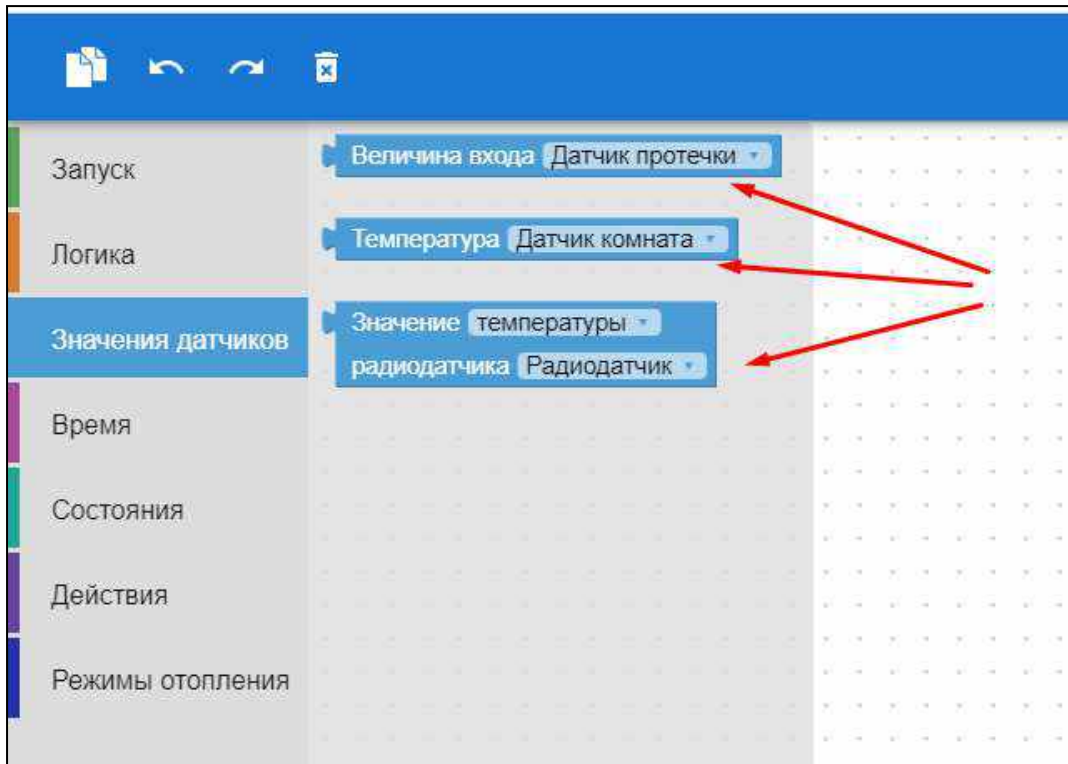 Запуск
Логика
Значения датчиков
Время
Состояния
Действия
Режимы отопления
Величина входа Датчик протечки
Температура Датчик комната
Значение температуры
радиодатчика Радиодатчик